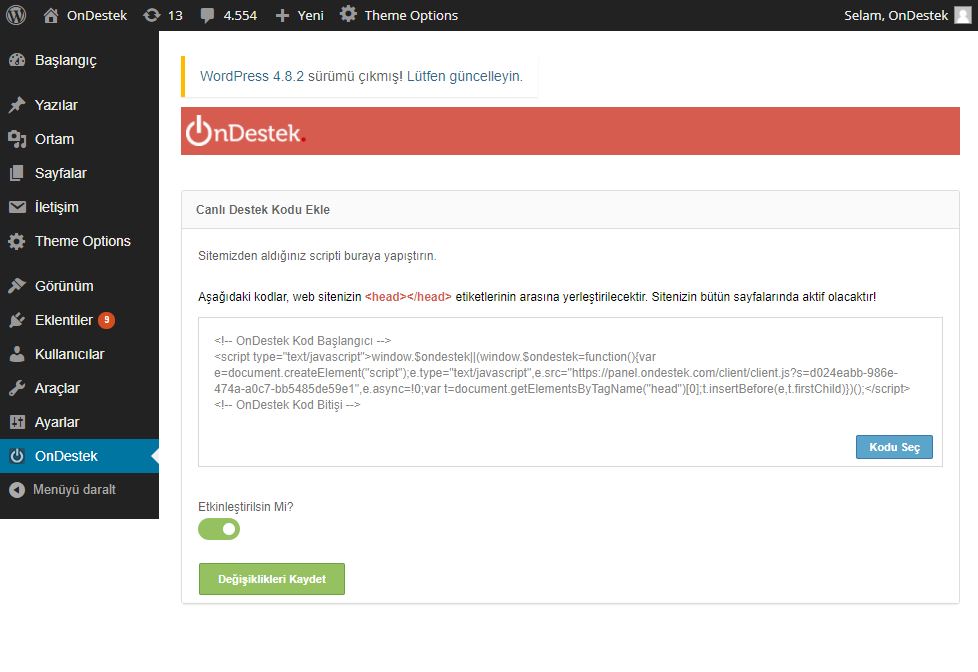 OnDestek 13 4.554 Yeni Theme Options Selam, OnDestek
Başlangıç
Yazılar
Ortam
Sayfalar
İletişim
Theme Options
Görünüm
Eklentiler 9
Kullanıcılar
Araçlar
Ayarlar
OnDestek
Menüyü daralt
WordPress 4.8.2 sürümü çıkmış! Lütfen güncelleyin.
OnDestek.
Canlı Destek Kodu Ekle
Sitemizden aldığınız scripti buraya yapıştırın.
Aşağıdaki kodlar, web sitenizin <head></head> etiketlerinin arasına yerleştirilecektir. Sitenizin bütün sayfalarında aktif olacaktır!
<!-- OnDestek Kod Başlangıcı -->
<script type="text/javascript">window.$ondestek||(window.$ondestek=function(){var
e=document.createElement("script");e.type="text/javascript",e.src="https://panel.ondestek.com/client/client.js?s=d024eabb-986e-
474a-a0c7-bb5485de59e1",e.async=!0;var t=document.getElementsByTagName("head")[0];t.insertBefore(e,t.firstChild)})();</script>
<!-- OnDestek Kod Bitişi -->
Kodu Seç
Etkinleştirilsin Mi?
Değişiklikleri Kaydet